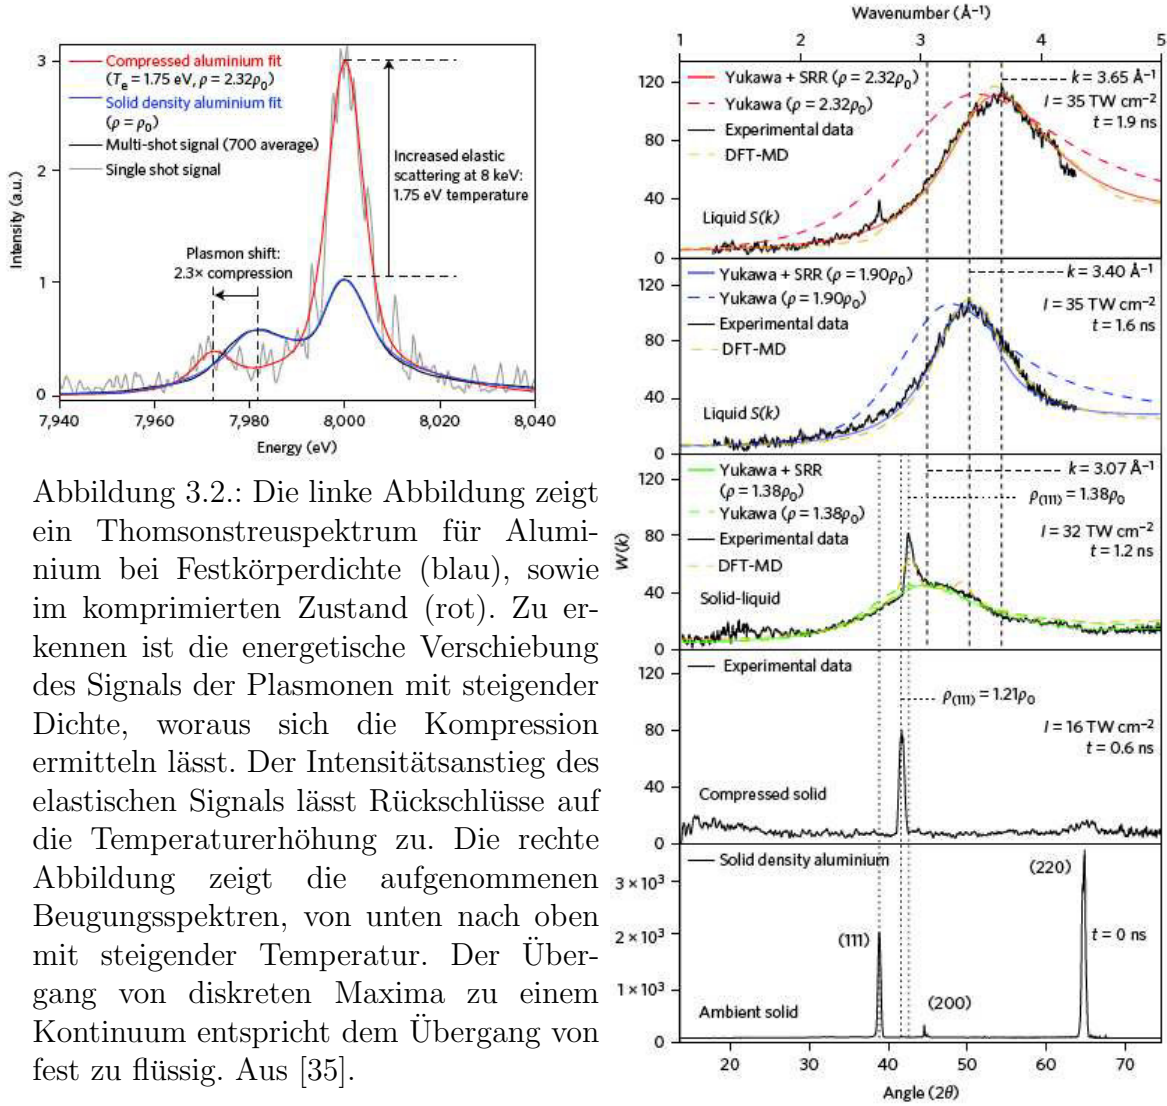 3
2
1
0
Intensity (a.u.)
Compressed aluminium fit
(Te = 1.75 eV, ρ = 2.32ρ0)
Solid density aluminium fit
(ρ = ρ0)
Multi-shot signal (700 average)
Single shot signal
Increased elastic
scattering at 8 keV:
1.75 eV temperature
Plasmon shift:
2.3× compression
7,940 7,960 7,980 8,000 8,020 8,040
Energy (eV)
Abbildung 3.2.: Die linke Abbildung zeigt
ein Thomsonstreuspektrum für Alumi-
nium bei Festkörperdichte (blau), sowie
im komprimierten Zustand (rot). Zu er-
kennen ist die energetische Verschiebung
des Signals der Plasmonen mit steigender
Dichte, woraus sich die Kompression
ermitteln lässt. Der Intensitätsanstieg des
elastischen Signals lässt Rückschlüsse auf
die Temperaturerhöhung zu. Die rechte
Abbildung zeigt die aufgenommenen
Beugungsspektren, von unten nach oben
mit steigender Temperatur. Der Über-
gang von diskreten Maxima zu einem
Kontinuum entspricht dem Übergang von
fest zu flüssig. Aus [35].
Wavenumber (Å⁻¹)
1 2 3 4 5
W(k)
120
80
40
0
Yukawa + SRR (ρ = 2.32ρ0)
Yukawa (ρ = 2.32ρ0)
Experimental data
DFT-MD
k = 3.65 Å⁻¹
I = 35 TW cm⁻²
t = 1.9 ns
Liquid S(k)
120
80
40
0
Yukawa + SRR (ρ = 1.90ρ0)
Yukawa (ρ = 1.90ρ0)
Experimental data
DFT-MD
k = 3.40 Å⁻¹
I = 35 TW cm⁻²
t = 1.6 ns
Liquid S(k)
120
80
40
0
Yukawa + SRR
(ρ = 1.38ρ0)
Yukawa (ρ = 1.38ρ0)
Experimental data
DFT-MD
k = 3.07 Å⁻¹
ρ(111) = 1.38ρ0
I = 32 TW cm⁻²
t = 1.2 ns
Solid-liquid
120
80
40
0
Experimental data
ρ(111) = 1.21ρ0
I = 16 TW cm⁻²
t = 0.6 ns
Compressed solid
3 × 10³
2 × 10³
1 × 10³
0
Solid density aluminium
(220)
(111)
t = 0 ns
(200)
Ambient solid
20 30 40 50 60 70
Angle (2θ)